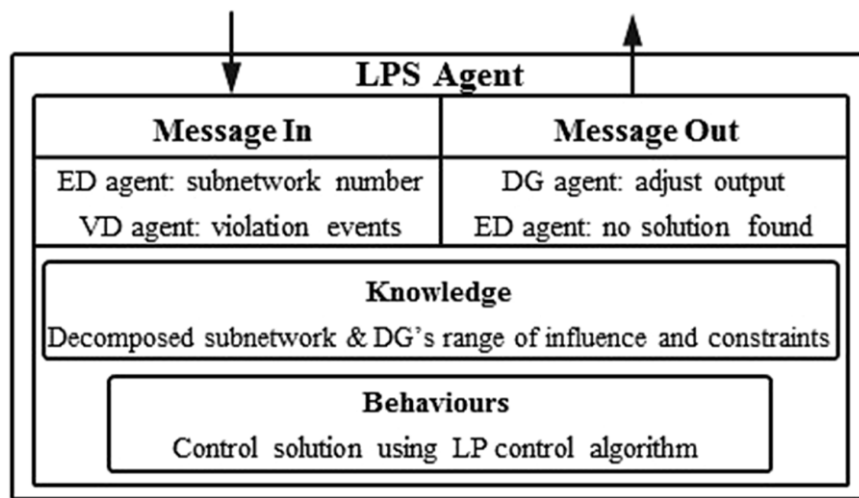 LPS Agent
Message In
Message Out
ED agent: subnetwork number
VD agent: violation events
DG agent: adjust output
ED agent: no solution found
Knowledge
Decomposed subnetwork & DG's range of influence and constraints
Behaviours
Control solution using LP control algorithm